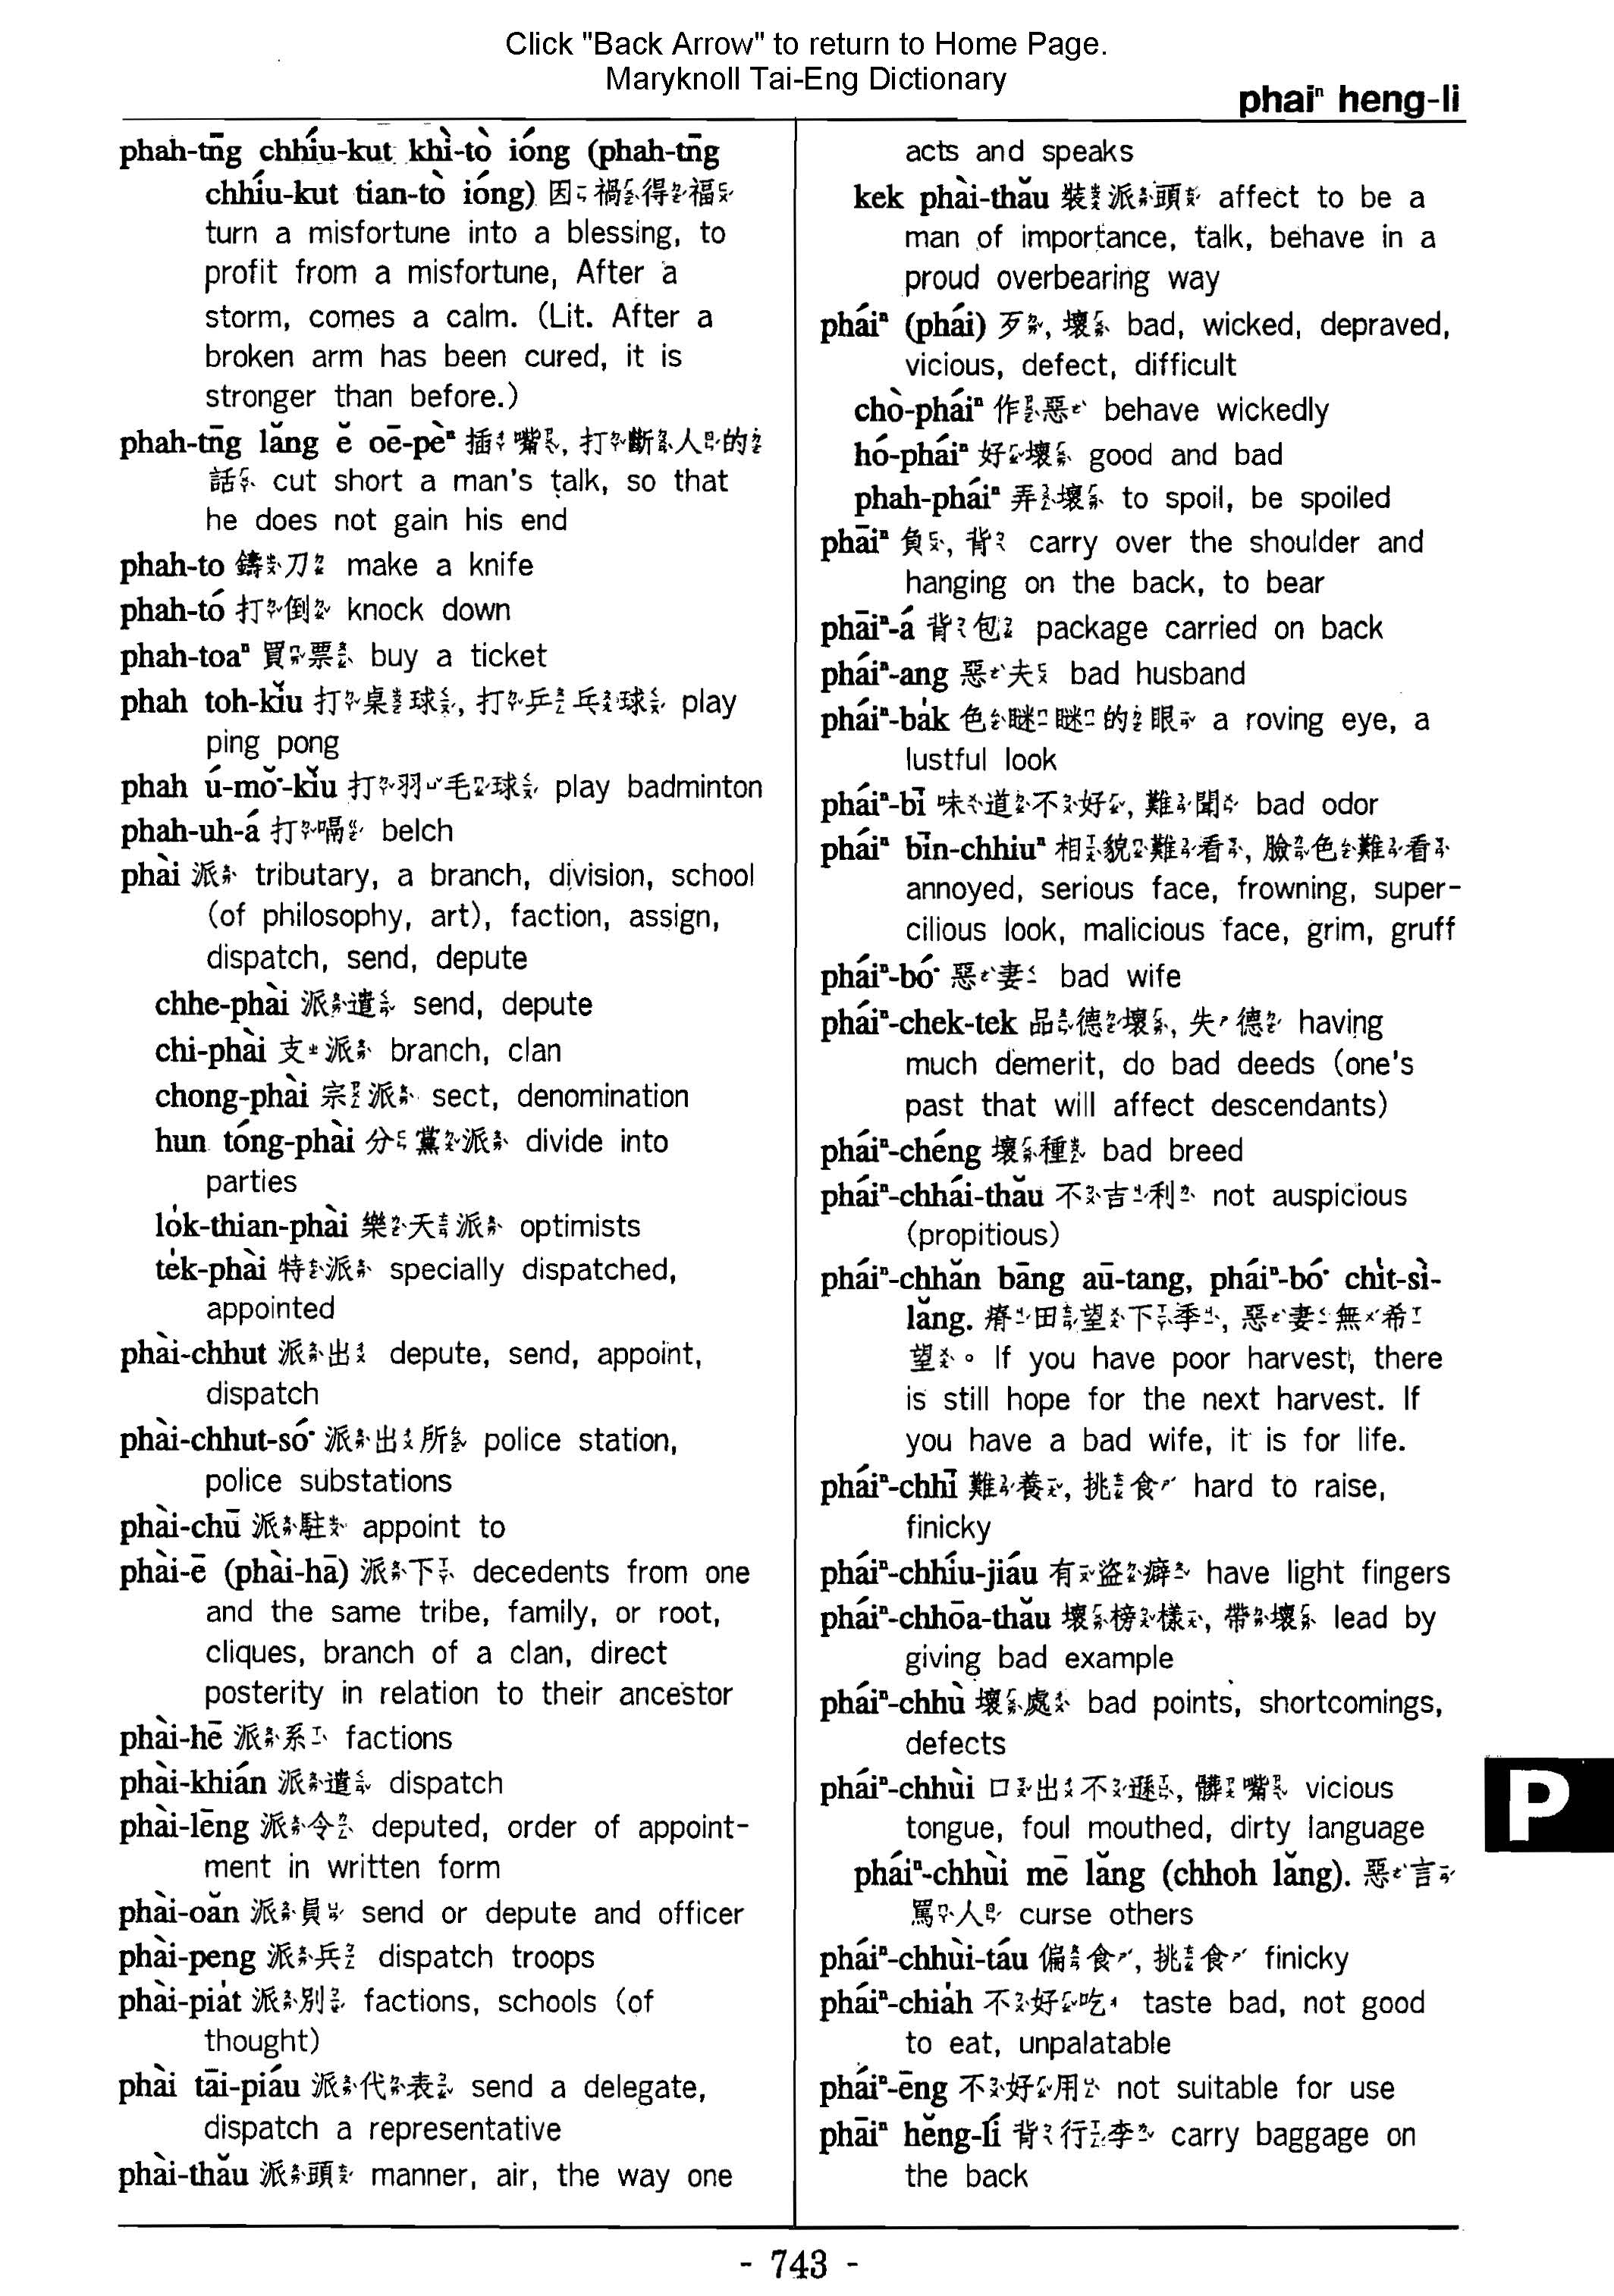 Click "Back Arrow" to return to Home Page.
Maryknoll Tai-Eng Dictionary
phaiⁿ heng-li
phah-tn̄g chhíu-kut khì-tò ióng (phah-tn̄g
chhíu-kut tian-tò ióng) 因禍得福
turn a misfortune into a blessing, to
profit from a misfortune, After a
storm, comes a calm. (Lit. After a
broken arm has been cured, it is
stronger than before.)
phah-tn̄g lăng ĕ oē-pèⁿ 插嘴, 打斷人的
話 cut short a man's talk, so that
he does not gain his end
phah-to 鑄刀 make a knife
phah-tó 打倒 knock down
phah-toaⁿ 買票 buy a ticket
phah toh-kĭu 打桌球, 打乒乓球 play
ping pong
phah ú-mŏ͘-kĭu 打羽毛球 play badminton
phah-uh-á 打嗝 belch
phài 派 tributary, a branch, division, school
(of philosophy, art), faction, assign,
dispatch, send, depute
chhe-phài 派遣 send, depute
chi-phài 支派 branch, clan
chong-phài 宗派 sect, denomination
hun tóng-phài 分黨派 divide into
parties
lo̍k-thian-phài 樂天派 optimists
te̍k-phài 特派 specially dispatched,
appointed
phài-chhut 派出 depute, send, appoint,
dispatch
phài-chhut-só͘ 派出所 police station,
police substations
phài-chū 派駐 appoint to
phài-ē (phài-hā) 派下 decedents from one
and the same tribe, family, or root,
cliques, branch of a clan, direct
posterity in relation to their ancestor
phài-hē 派系 factions
phài-khián 派遣 dispatch
phài-lēng 派令 deputed, order of appoint-
ment in written form
phài-oăn 派員 send or depute and officer
phài-peng 派兵 dispatch troops
phài-pia̍t 派別 factions, schools (of
thought)
phài tāi-piáu 派代表 send a delegate,
dispatch a representative
phài-thău 派頭 manner, air, the way one
acts and speaks
kek phài-thău 裝派頭 affect to be a
man of importance, talk, behave in a
proud overbearing way
pháiⁿ (phái) 歹, 壞 bad, wicked, depraved,
vicious, defect, difficult
chò-pháiⁿ 作惡 behave wickedly
hó-pháiⁿ 好壞 good and bad
phah-pháiⁿ 弄壞 to spoil, be spoiled
phāiⁿ 負, 背 carry over the shoulder and
hanging on the back, to bear
phāiⁿ-á 背包 package carried on back
pháiⁿ-ang 惡夫 bad husband
pháiⁿ-ba̍k 色瞇瞇的眼 a roving eye, a
lustful look
pháiⁿ-bī 味道不好, 難聞 bad odor
pháiⁿ bīn-chhiuⁿ 相貌難看, 臉色難看
annoyed, serious face, frowning, super-
cilious look, malicious face, grim, gruff
pháiⁿ-bó͘ 惡妻 bad wife
pháiⁿ-chek-tek 品德壞, 失德 having
much demerit, do bad deeds (one's
past that will affect descendants)
pháiⁿ-chéng 壞種 bad breed
pháiⁿ-chhái-thău 不吉利 not auspicious
(propitious)
pháiⁿ-chhăn bāng aū-tang, pháiⁿ-bó͘ chi̍t-sì-
lăng. 瘠田望下季, 惡妻無希
望。 If you have poor harvest, there
is still hope for the next harvest. If
you have a bad wife, it is for life.
pháiⁿ-chhī 難養, 挑食 hard to raise,
finicky
pháiⁿ-chhíu-jiáu 有盜癖 have light fingers
pháiⁿ-chhōa-thău 壞榜樣, 帶壞 lead by
giving bad example
pháiⁿ-chhù 壞處 bad points, shortcomings,
defects
pháiⁿ-chhùi 口出不遜, 髒嘴 vicious
tongue, foul mouthed, dirty language
pháiⁿ-chhùi mē lăng (chhoh lăng). 惡言
罵人 curse others
pháiⁿ-chhùi-táu 偏食, 挑食 finicky
pháiⁿ-chia̍h 不好吃 taste bad, not good
to eat, unpalatable
pháiⁿ-ēng 不好用 not suitable for use
phāiⁿ hĕng-lí 背行李 carry baggage on
the back
P
- 743 -